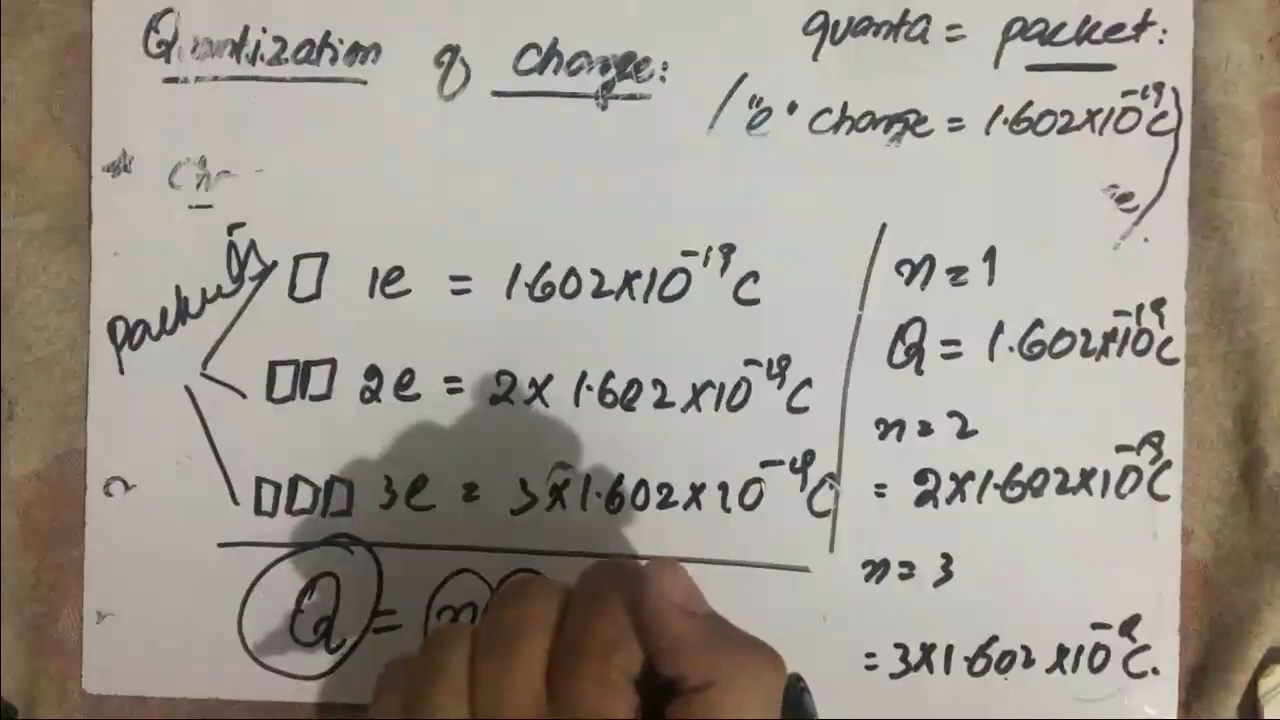 Quantization of charge:
quanta = packet:
("e" charge = 1.602×10⁻¹⁹C)
"e
* Ch--
Packets
1e = 1.602×10⁻¹⁹C
2e = 2× 1.602×10⁻¹⁹C
3e = 3×1.602×10⁻¹⁹C
Q = n
n = 1
Q = 1.602×10⁻¹⁹C
n = 2
= 2×1.602×10⁻¹⁹C
n = 3
= 3×1.602×10⁻¹⁹C.